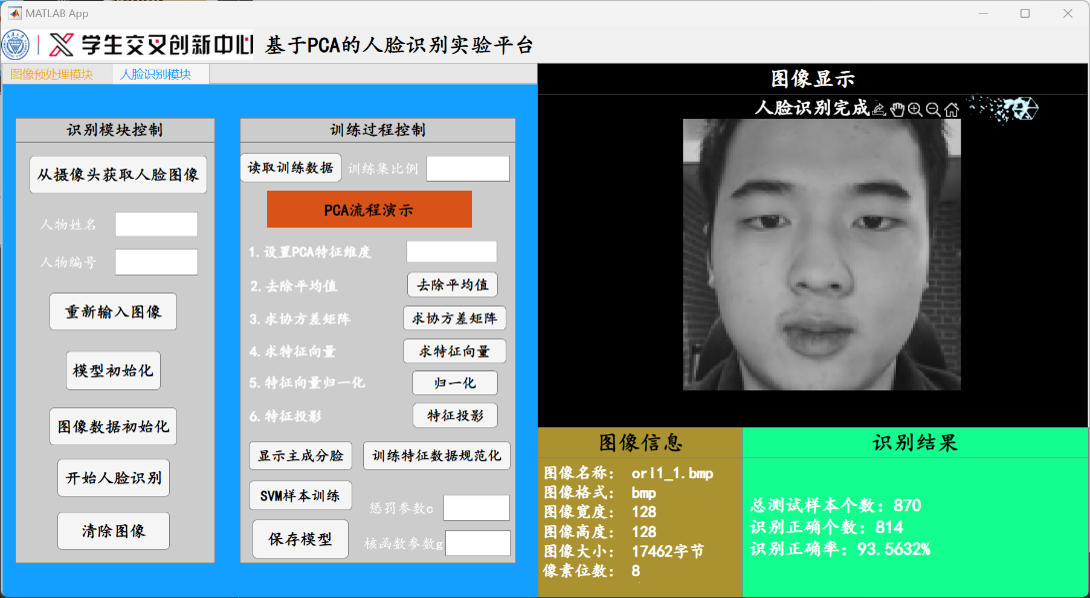 MATLAB App
学生交叉创新中心 基于PCA的人脸识别实验平台
图像预处理模块 人脸识别模块
识别模块控制
从摄像头获取人脸图像
人物姓名
人物编号
重新输入图像
模型初始化
图像数据初始化
开始人脸识别
清除图像
训练过程控制
读取训练数据 训练集比例
PCA流程演示
1.设置PCA特征维度
2.去除平均值 去除平均值
3.求协方差矩阵 求协方差矩阵
4.求特征向量 求特征向量
5.特征向量归一化 归一化
6.特征投影 特征投影
显示主成分脸 训练特征数据规范化
SVM样本训练 惩罚参数c
保存模型 核函数参数g
图像显示
人脸识别完成
图像信息
图像名称: orl1_1.bmp
图像格式: bmp
图像宽度: 128
图像高度: 128
图像大小: 17462字节
像素位数: 8
识别结果
总测试样本个数: 870
识别正确个数: 814
识别正确率: 93.5632%